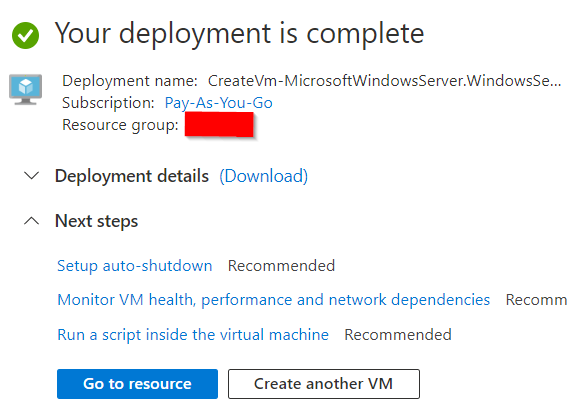 Your deployment is complete
Deployment name: CreateVm-MicrosoftWindowsServer.WindowsSe...
Subscription: Pay-As-You-Go
Resource group:
Deployment details (Download)
Next steps
Setup auto-shutdown Recommended
Monitor VM health, performance and network dependencies Recomm
Run a script inside the virtual machine Recommended
Go to resource Create another VM